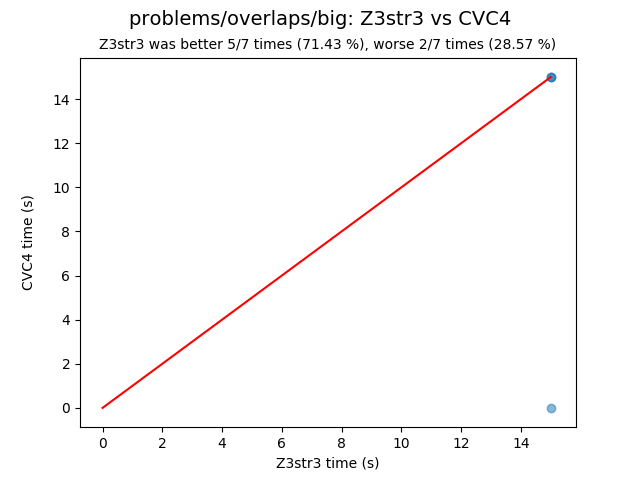 problems/overlaps/big: Z3str3 vs CVC4
Z3str3 was better 5/7 times (71.43 %), worse 2/7 times (28.57 %)
14
12
10
8
6
4
2
0
CVC4 time (s)
0 2 4 6 8 10 12 14
Z3str3 time (s)